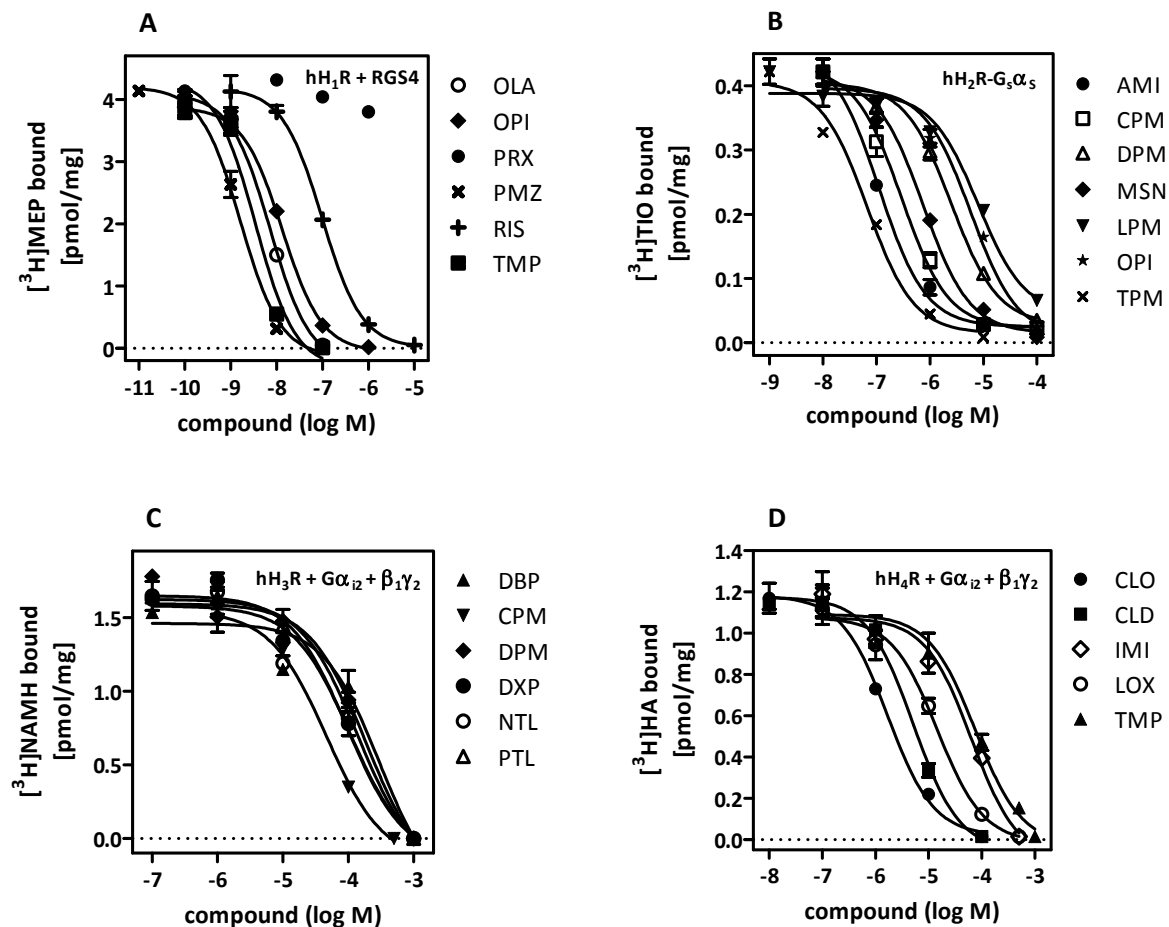 A
hH₁R + RGS4
4
3
2
1
0
[³H]MEP bound
[pmol/mg]
-11 -10 -9 -8 -7 -6 -5
compound (log M)
OLA
OPI
PRX
PMZ
RIS
TMP
B
hH₂R-GₛαS
0.4
0.3
0.2
0.1
0.0
[³H]TIO bound
[pmol/mg]
-9 -8 -7 -6 -5 -4
compound (log M)
AMI
CPM
DPM
MSN
LPM
OPI
TPM
C
hH₃R + Gαi2 + β₁γ₂
1.5
1.0
0.5
0.0
[³H]NAMH bound
[pmol/mg]
-7 -6 -5 -4 -3
compound (log M)
DBP
CPM
DPM
DXP
NTL
PTL
D
hH₄R + Gαi2 + β₁γ₂
1.4
1.2
1.0
0.8
0.6
0.4
0.2
0.0
[³H]HA bound
[pmol/mg]
-8 -7 -6 -5 -4 -3
compound (log M)
CLO
CLD
IMI
LOX
TMP